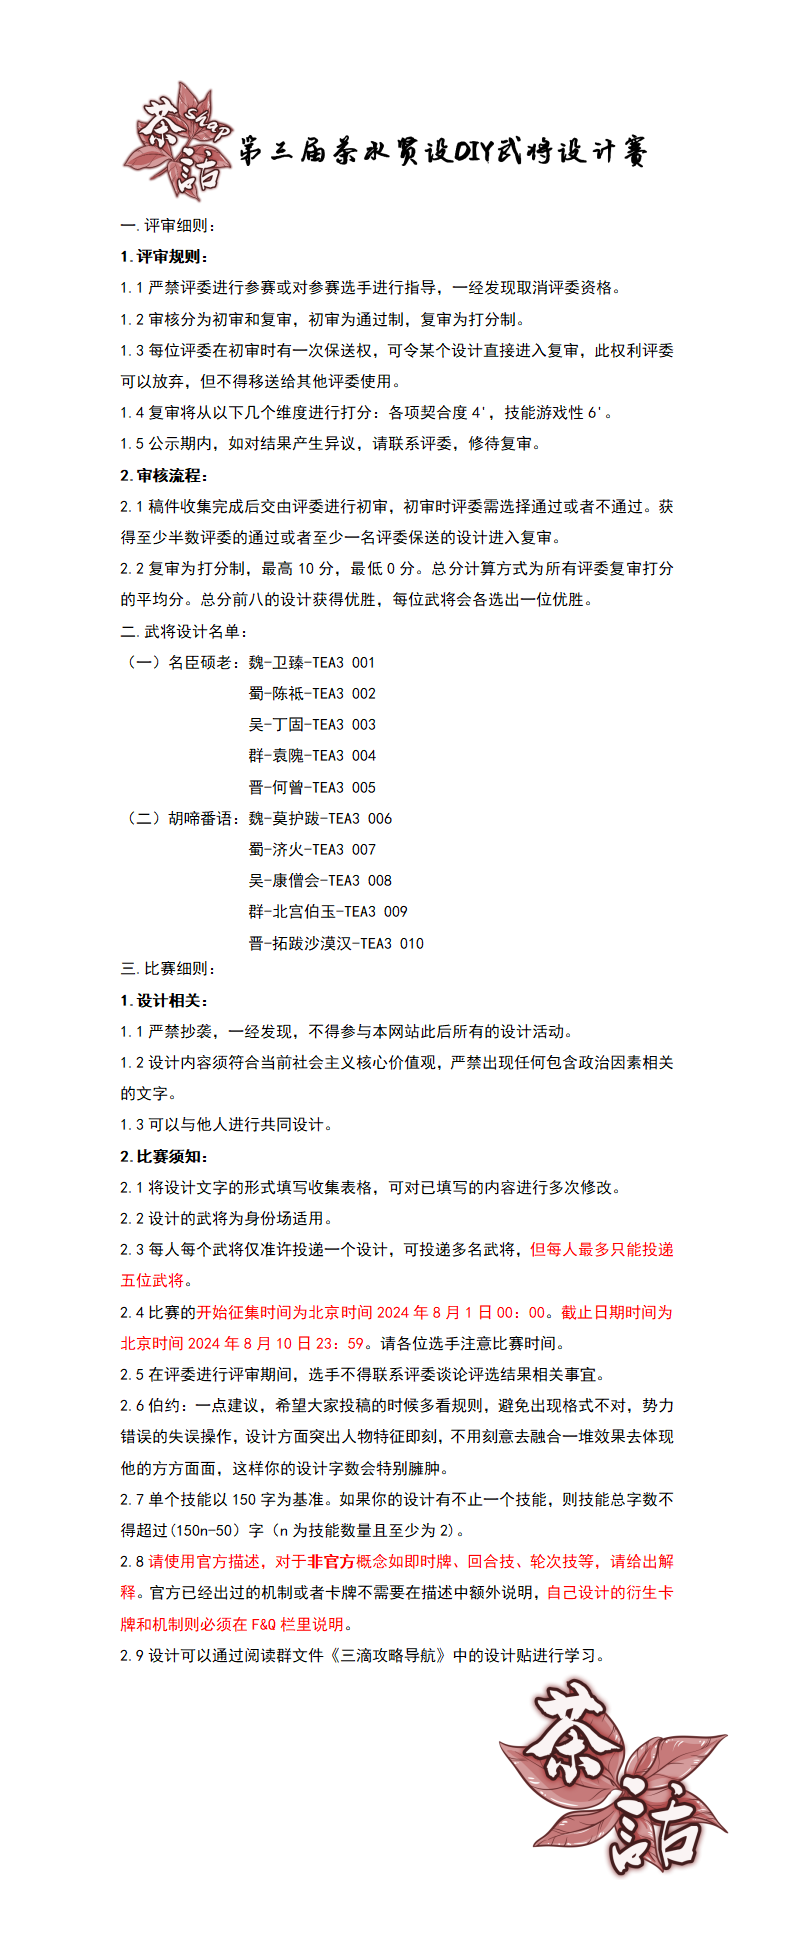 茶話
shap
第三届茶水贤设DIY武将设计赛
一.评审细则：
1.评审规则：
1.1严禁评委进行参赛或对参赛选手进行指导，一经发现取消评委资格。
1.2审核分为初审和复审，初审为通过制，复审为打分制。
1.3每位评委在初审时有一次保送权，可令某个设计直接进入复审，此权利评委
可以放弃，但不得移送给其他评委使用。
1.4复审将从以下几个维度进行打分：各项契合度4'，技能游戏性6'。
1.5公示期内，如对结果产生异议，请联系评委，修待复审。
2.审核流程：
2.1稿件收集完成后交由评委进行初审，初审时评委需选择通过或者不通过。获
得至少半数评委的通过或者至少一名评委保送的设计进入复审。
2.2复审为打分制，最高10分，最低0分。总分计算方式为所有评委复审打分
的平均分。总分前八的设计获得优胜，每位武将会各选出一位优胜。
二.武将设计名单：
（一）名臣硕老：魏-卫臻-TEA3 001
蜀-陈祗-TEA3 002
吴-丁固-TEA3 003
群-袁隗-TEA3 004
晋-何曾-TEA3 005
（二）胡啼番语：魏-莫护跋-TEA3 006
蜀-济火-TEA3 007
吴-康僧会-TEA3 008
群-北宫伯玉-TEA3 009
晋-拓跋沙漠汉-TEA3 010
三.比赛细则：
1.设计相关：
1.1严禁抄袭，一经发现，不得参与本网站此后所有的设计活动。
1.2设计内容须符合当前社会主义核心价值观，严禁出现任何包含政治因素相关
的文字。
1.3可以与他人进行共同设计。
2.比赛须知：
2.1将设计文字的形式填写收集表格，可对已填写的内容进行多次修改。
2.2设计的武将为身份场适用。
2.3每人每个武将仅准许投递一个设计，可投递多名武将，但每人最多只能投递
五位武将。
2.4比赛的开始征集时间为北京时间2024年8月1日00：00。截止日期时间为
北京时间2024年8月10日23：59。请各位选手注意比赛时间。
2.5在评委进行评审期间，选手不得联系评委谈论评选结果相关事宜。
2.6伯约：一点建议，希望大家投稿的时候多看规则，避免出现格式不对，势力
错误的失误操作，设计方面突出人物特征即刻，不用刻意去融合一堆效果去体现
他的方方面面，这样你的设计字数会特别臃肿。
2.7单个技能以150字为基准。如果你的设计有不止一个技能，则技能总字数不
得超过(150n-50）字（n为技能数量且至少为2)。
2.8请使用官方描述，对于非官方概念如即时牌、回合技、轮次技等，请给出解
释。官方已经出过的机制或者卡牌不需要在描述中额外说明，自己设计的衍生卡
牌和机制则必须在F&Q栏里说明。
2.9设计可以通过阅读群文件《三滴攻略导航》中的设计贴进行学习。
茶話